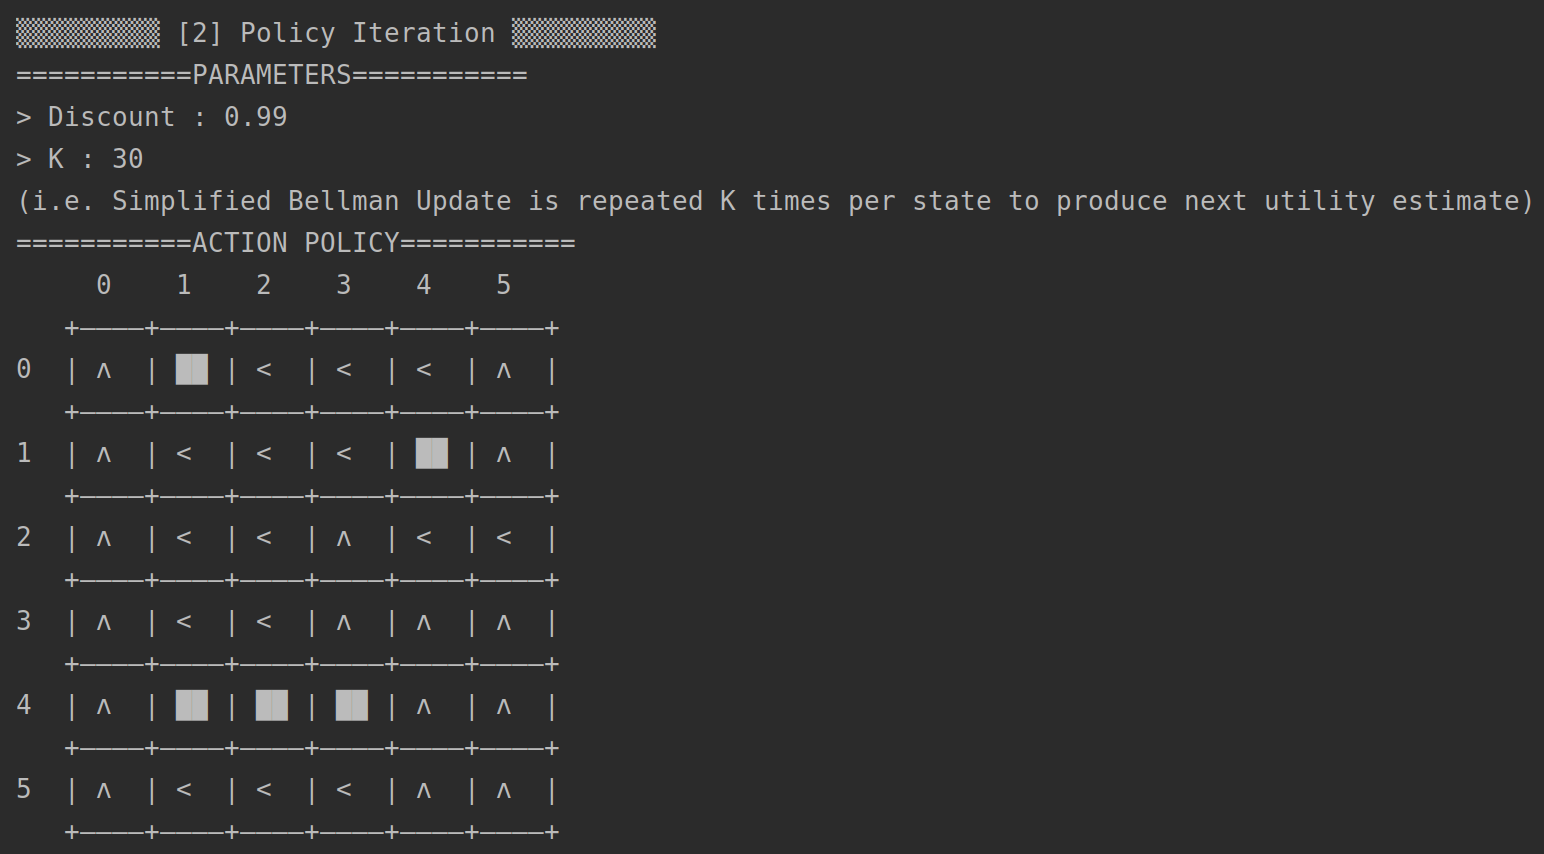 ▒▒▒▒▒▒▒▒▒ [2] Policy Iteration ▒▒▒▒▒▒▒▒▒
===========PARAMETERS===========
> Discount : 0.99
> K : 30
(i.e. Simplified Bellman Update is repeated K times per state to produce next utility estimate)
===========ACTION POLICY===========
     0    1    2    3    4    5
   +————+————+————+————+————+————+
0  | ʌ  | ██ | <  | <  | <  | ʌ  |
   +————+————+————+————+————+————+
1  | ʌ  | <  | <  | <  | ██ | ʌ  |
   +————+————+————+————+————+————+
2  | ʌ  | <  | <  | ʌ  | <  | <  |
   +————+————+————+————+————+————+
3  | ʌ  | <  | <  | ʌ  | ʌ  | ʌ  |
   +————+————+————+————+————+————+
4  | ʌ  | ██ | ██ | ██ | ʌ  | ʌ  |
   +————+————+————+————+————+————+
5  | ʌ  | <  | <  | <  | ʌ  | ʌ  |
   +————+————+————+————+————+————+